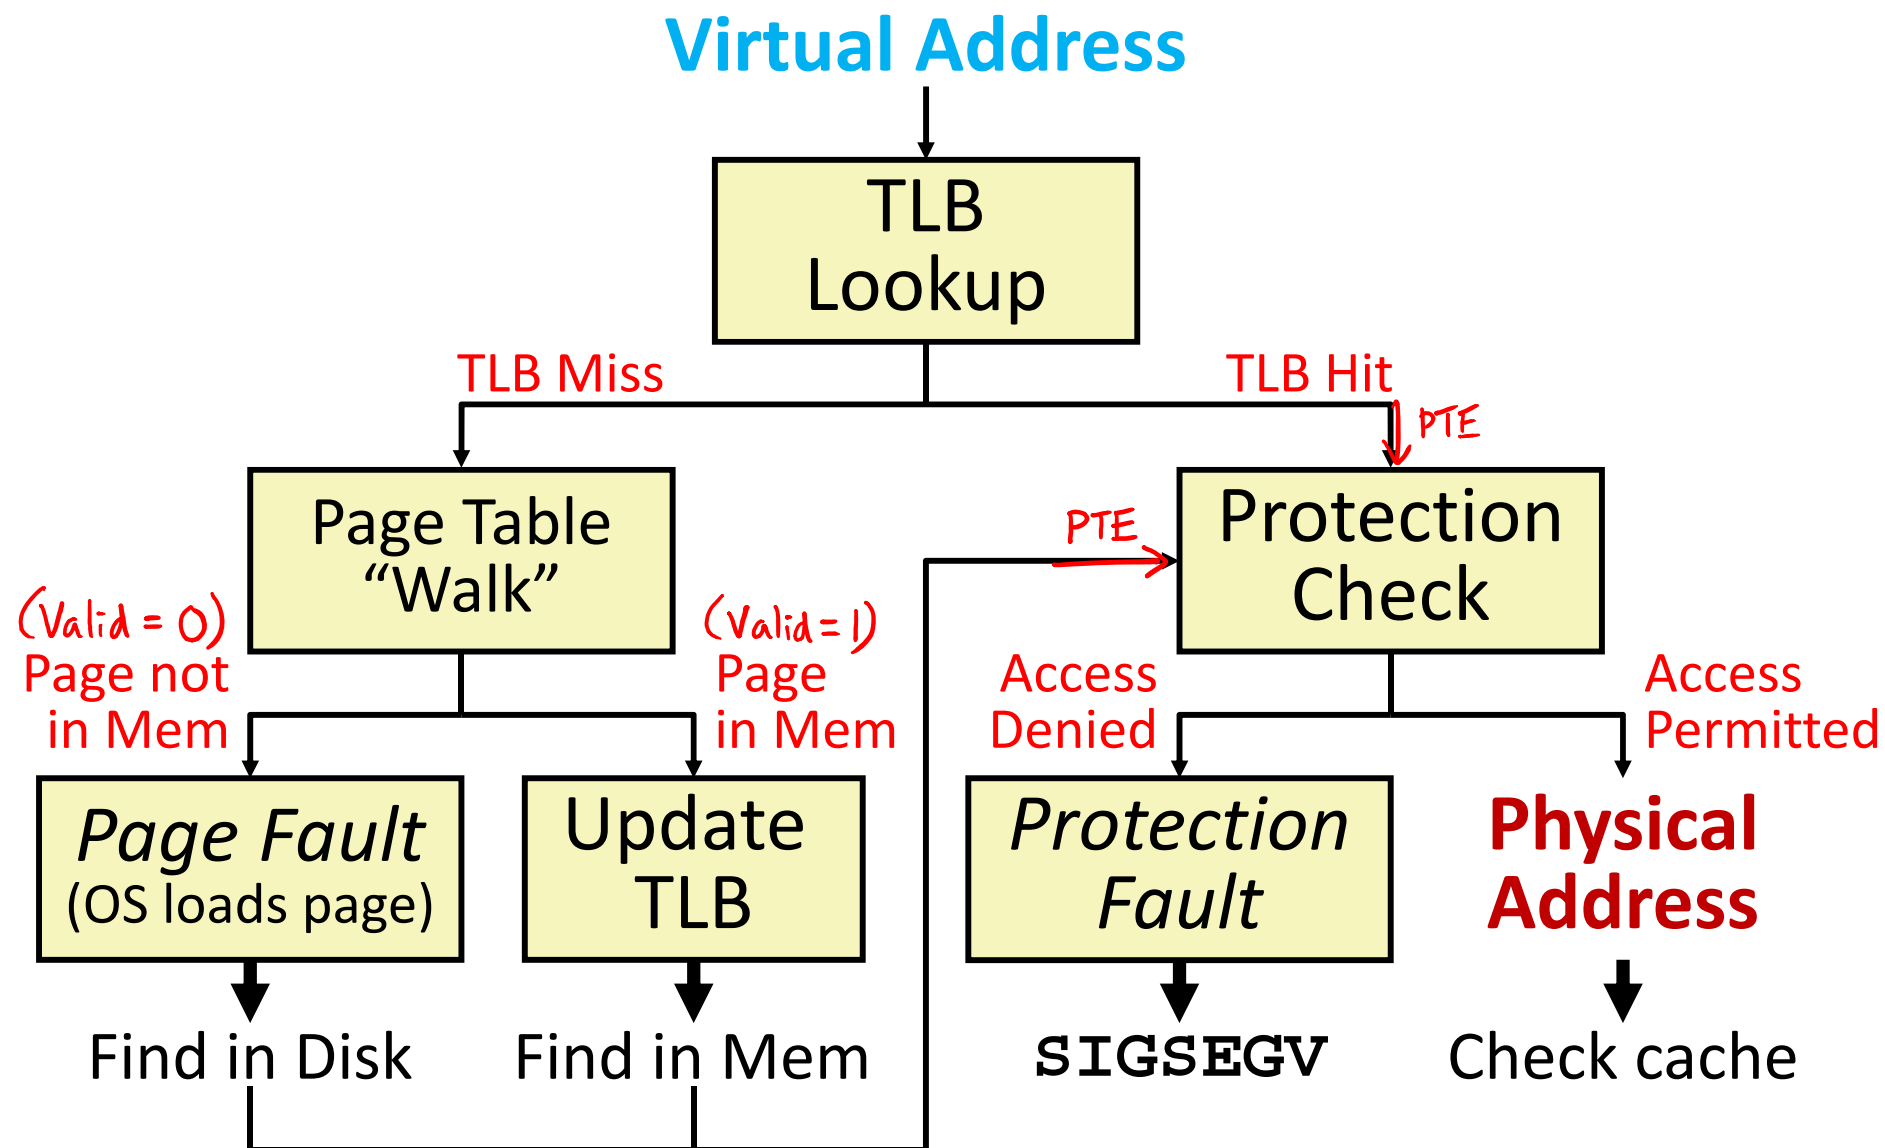 Virtual Address
TLB
Lookup
TLB Miss
TLB Hit
PTE
Page Table
“Walk”
PTE
Protection
Check
(Valid = 0)
Page not
in Mem
(Valid = 1)
Page
in Mem
Access
Denied
Access
Permitted
Page Fault
(OS loads page)
Update
TLB
Protection
Fault
Physical
Address
Find in Disk
Find in Mem
SIGSEGV
Check cache